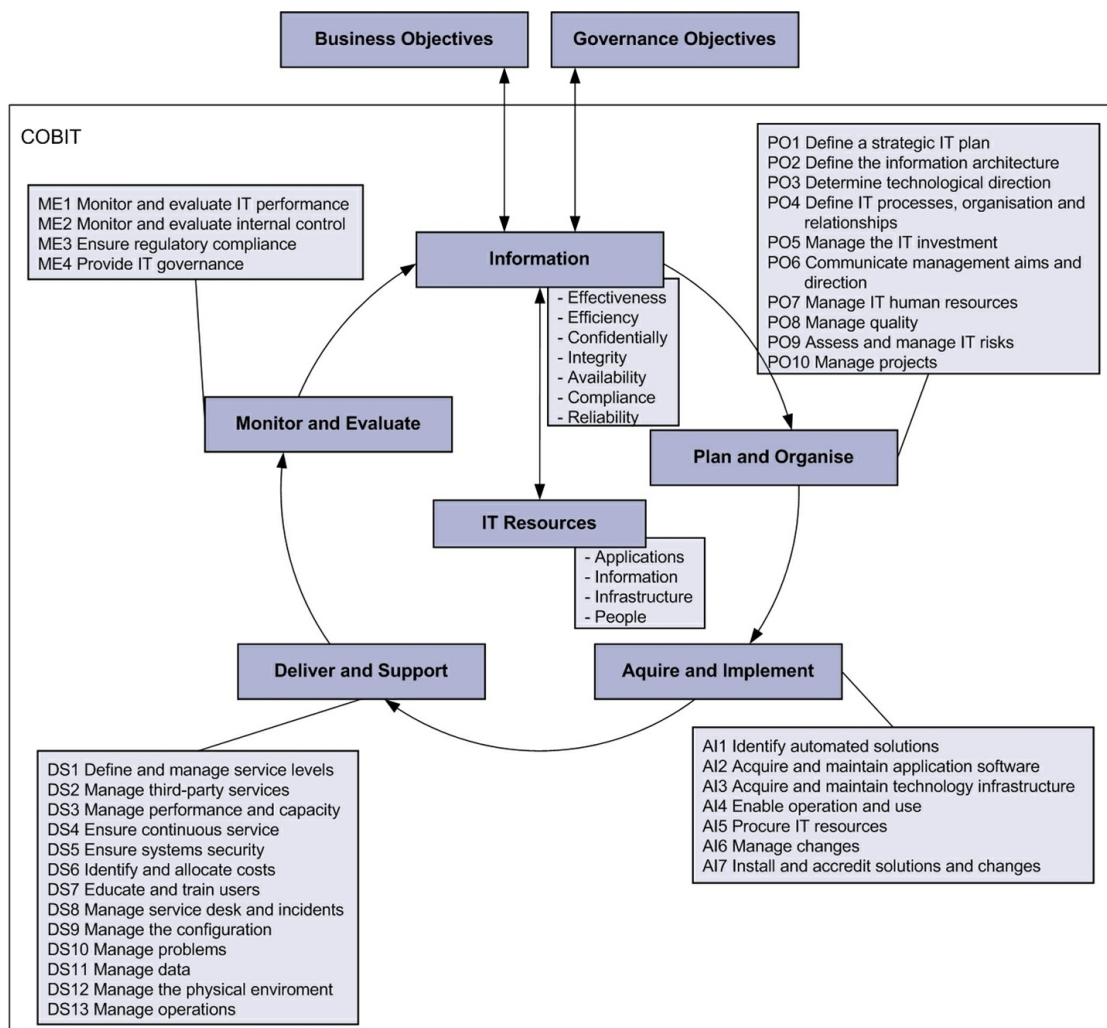 Business Objectives
Governance Objectives
COBIT
PO1 Define a strategic IT plan
PO2 Define the information architecture
PO3 Determine technological direction
PO4 Define IT processes, organisation and
relationships
PO5 Manage the IT investment
PO6 Communicate management aims and
direction
PO7 Manage IT human resources
PO8 Manage quality
PO9 Assess and manage IT risks
PO10 Manage projects
ME1 Monitor and evaluate IT performance
ME2 Monitor and evaluate internal control
ME3 Ensure regulatory compliance
ME4 Provide IT governance
Information
- Effectiveness
- Efficiency
- Confidentially
- Integrity
- Availability
- Compliance
- Reliability
Monitor and Evaluate
Plan and Organise
IT Resources
- Applications
- Information
- Infrastructure
- People
Deliver and Support
Aquire and Implement
DS1 Define and manage service levels
DS2 Manage third-party services
DS3 Manage performance and capacity
DS4 Ensure continuous service
DS5 Ensure systems security
DS6 Identify and allocate costs
DS7 Educate and train users
DS8 Manage service desk and incidents
DS9 Manage the configuration
DS10 Manage problems
DS11 Manage data
DS12 Manage the physical enviroment
DS13 Manage operations
AI1 Identify automated solutions
AI2 Acquire and maintain application software
AI3 Acquire and maintain technology infrastructure
AI4 Enable operation and use
AI5 Procure IT resources
AI6 Manage changes
AI7 Install and accredit solutions and changes